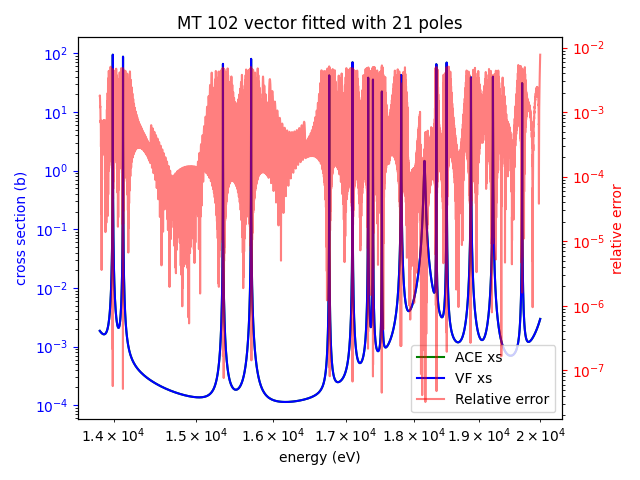 MT 102 vector fitted with 21 poles
10² 10¹ 10⁰ 10⁻¹ 10⁻² 10⁻³ 10⁻⁴
cross section (b)
10⁻² 10⁻³ 10⁻⁴ 10⁻⁵ 10⁻⁶ 10⁻⁷
relative error
ACE xs
VF xs
Relative error
1.4 × 10⁴ 1.5 × 10⁴ 1.6 × 10⁴ 1.7 × 10⁴ 1.8 × 10⁴ 1.9 × 10⁴ 2 × 10⁴
energy (eV)